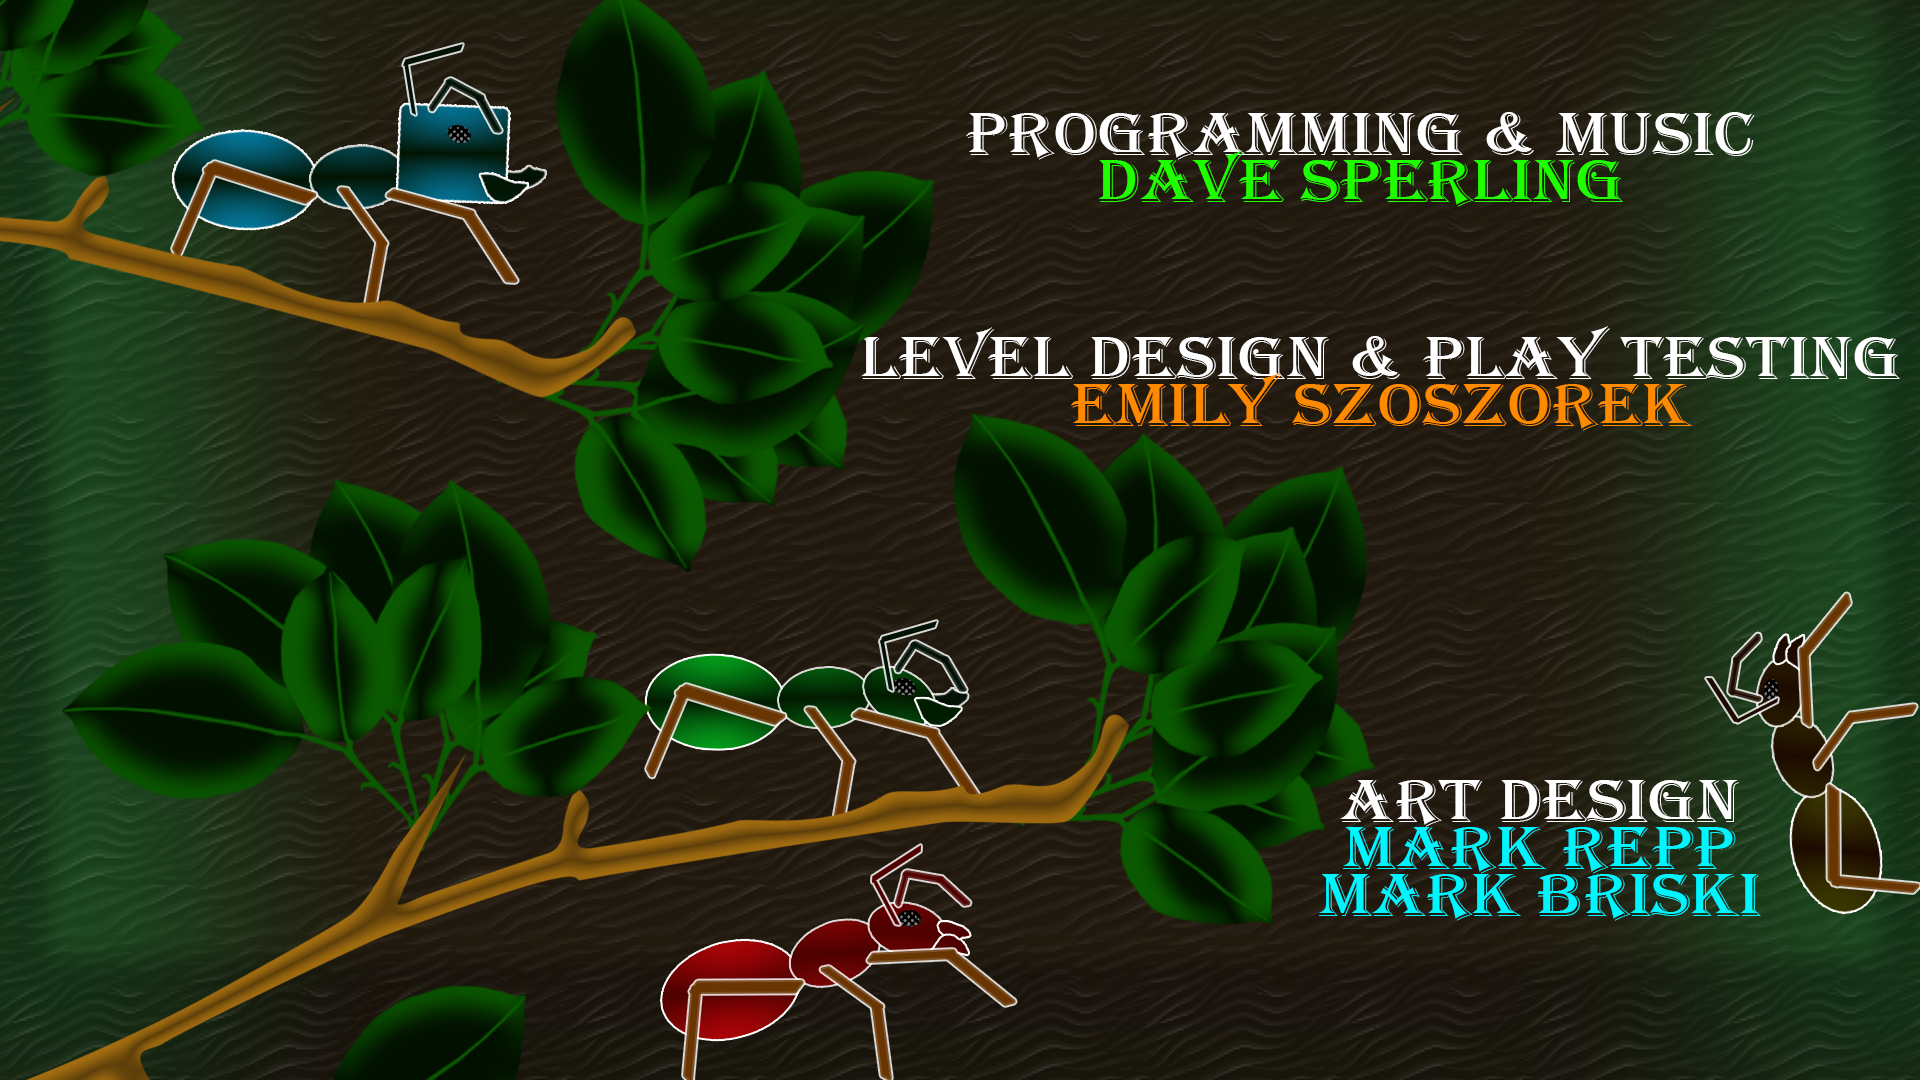 PROGRAMMING & MUSIC
DAVE SPERLING
LEVEL DESIGN & PLAY TESTING
EMILY SZOSZOREK
ART DESIGN
MARK REPP
MARK BRISKI